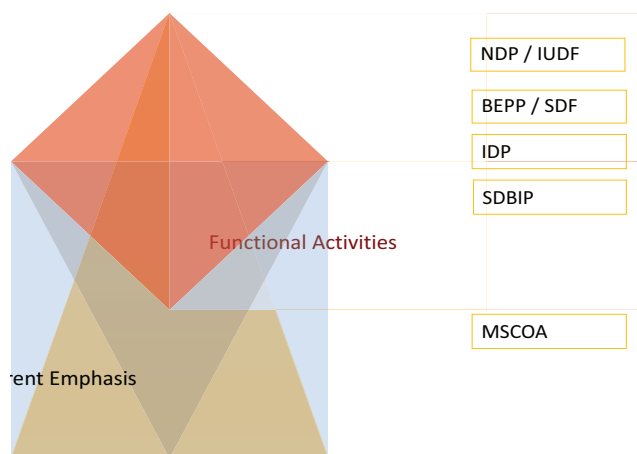 NDP / IUDF
BEPP / SDF
IDP
SDBIP
Functional Activities
MSCOA
rent Emphasis